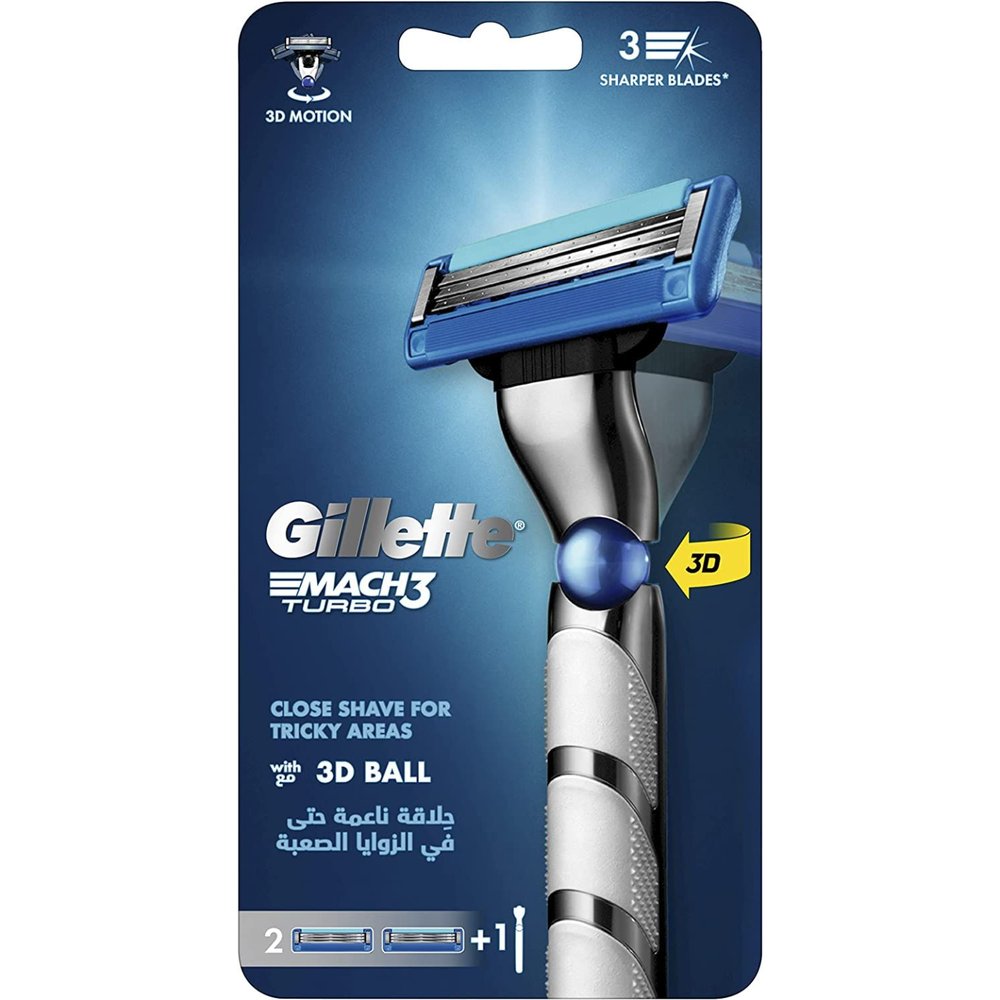 3D MOTION
3
SHARPER BLADES*
Gillette®
MACH3
TURBO
3D
CLOSE SHAVE FOR
TRICKY AREAS
with
مع
3D BALL
حِلاقة ناعمة حتى
في الزوايا الصعبة
2
+1